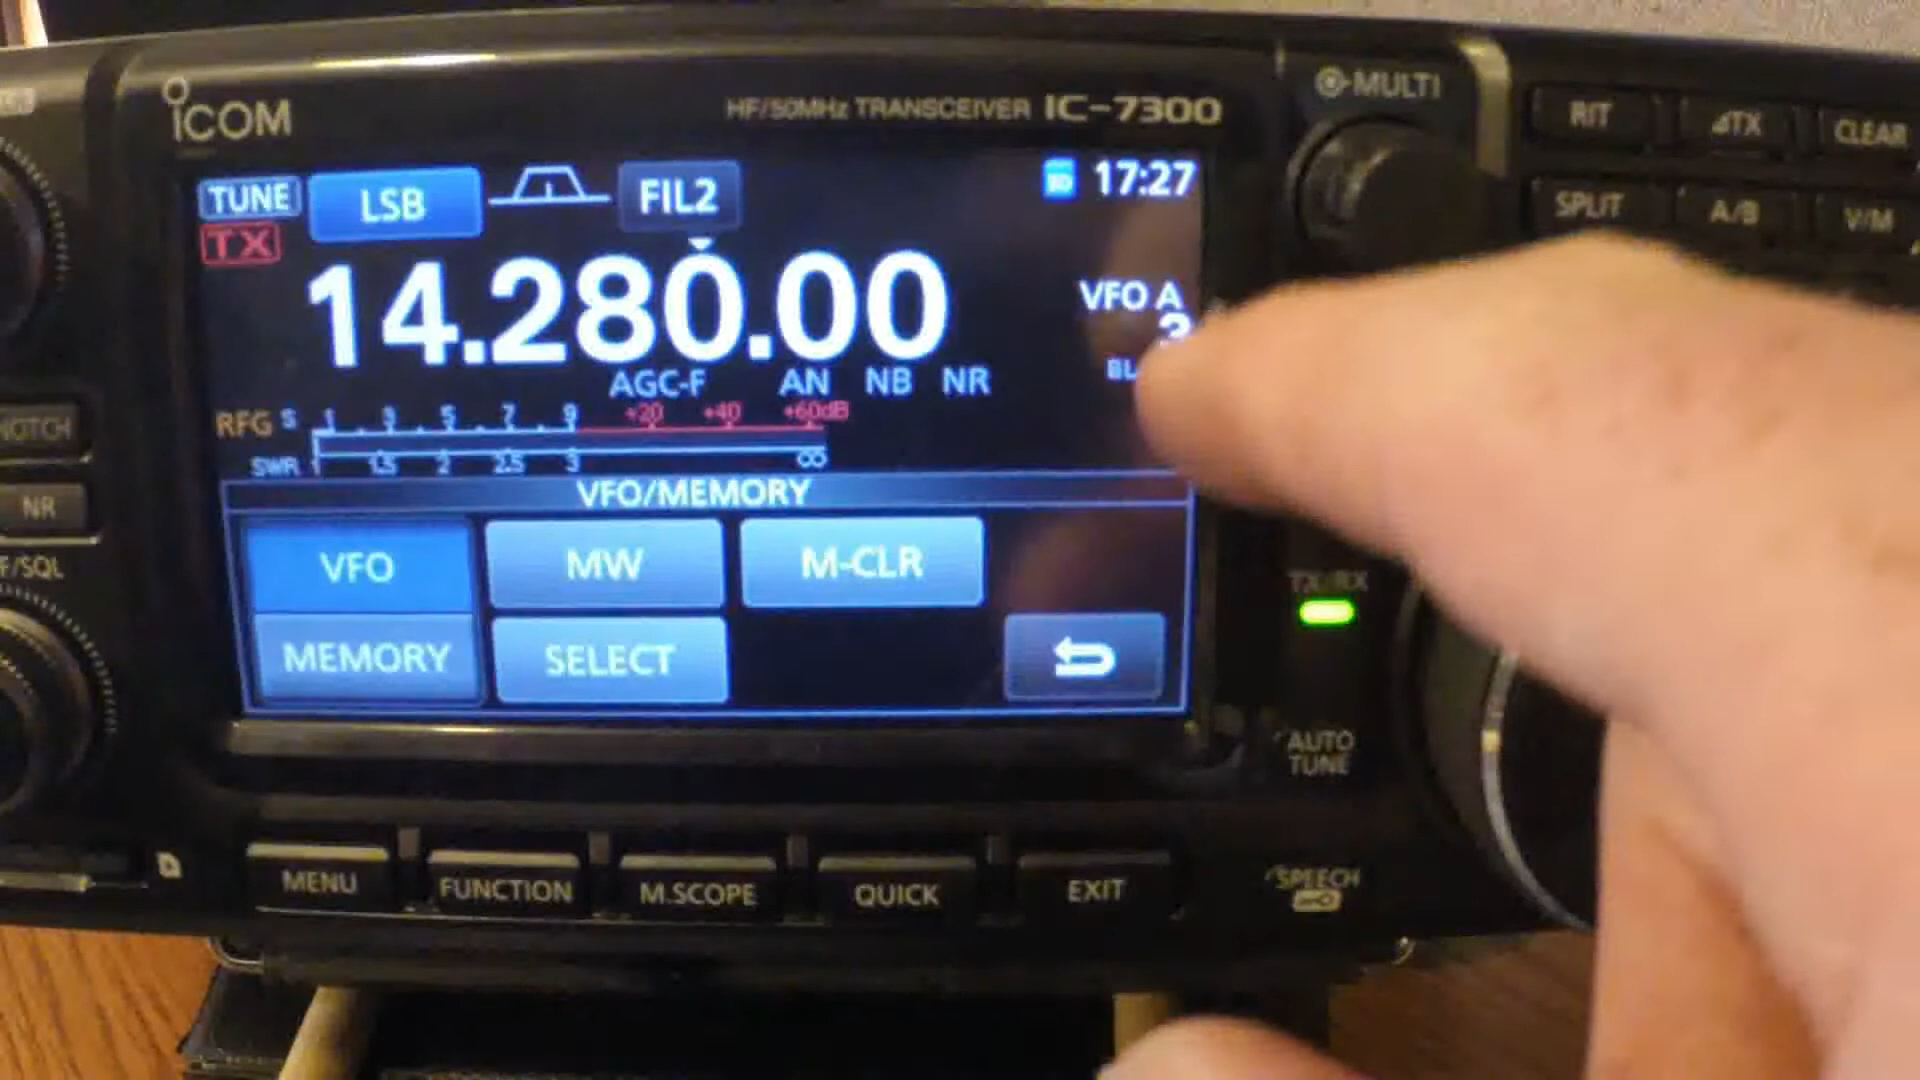 ICOM
HF/50MHz TRANSCEIVER IC-7300
MULTI
RIT
⊿TX
CLEAR
SPLIT
A/B
V/M
TUNE
LSB
FIL2
17:27
TX
14.280.00
VFO A
3
AGC-F AN NB NR
RFG
S 1 3 5 7 9 +20 +40 +60dB
SWR 1 1.5 2 2.5 3 ∞
VFO/MEMORY
VFO MW M-CLR
MEMORY SELECT
NOTCH
NR
F/SQL
TX/RX
AUTO
TUNE
SPEECH
MENU FUNCTION M.SCOPE QUICK EXIT